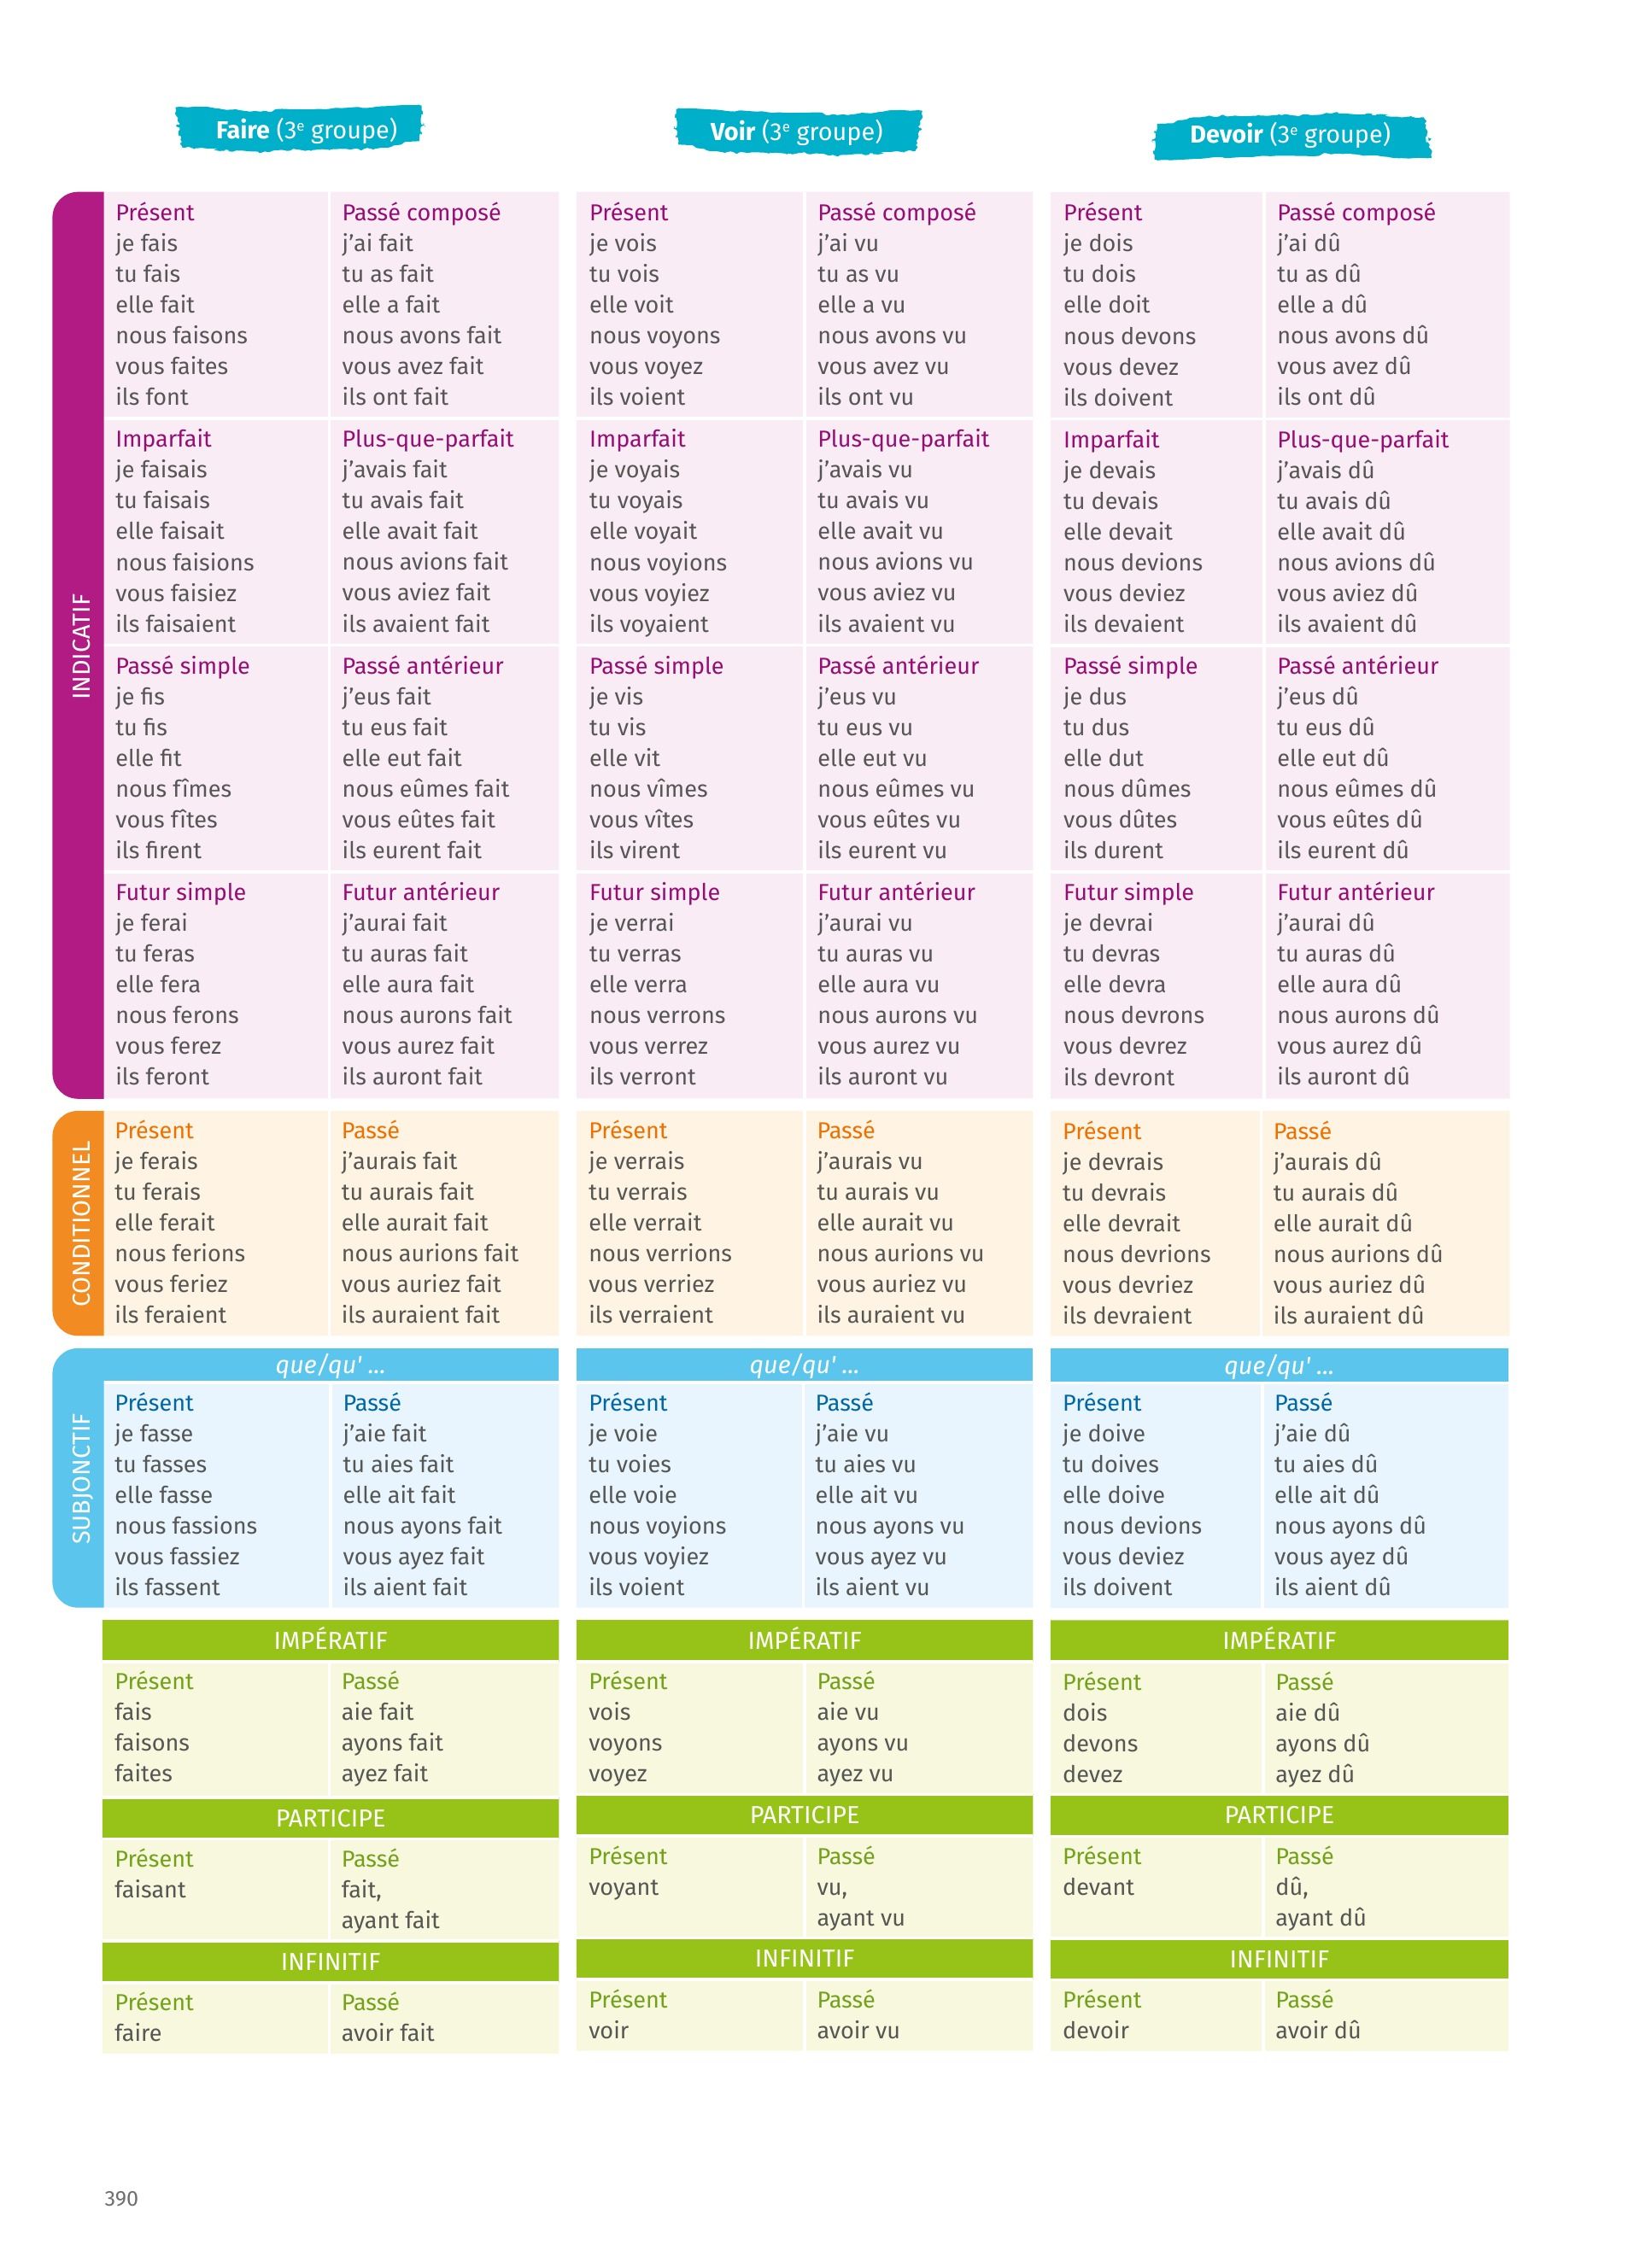 Faire (3e groupe)
Voir (3e groupe)
Devoir (3e groupe)
INDICATIF
Présent
je fais
tu fais
elle fait
nous faisons
vous faites
ils font
Passé composé
j'ai fait
tu as fait
elle a fait
nous avons fait
vous avez fait
ils ont fait
Présent
je vois
tu vois
elle voit
nous voyons
vous voyez
ils voient
Passé composé
j'ai vu
tu as vu
elle a vu
nous avons vu
vous avez vu
ils ont vu
Présent
je dois
tu dois
elle doit
nous devons
vous devez
ils doivent
Passé composé
j'ai dû
tu as dû
elle a dû
nous avons dû
vous avez dû
ils ont dû
Imparfait
je faisais
tu faisais
elle faisait
nous faisions
vous faisiez
ils faisaient
Plus-que-parfait
j'avais fait
tu avais fait
elle avait fait
nous avions fait
vous aviez fait
ils avaient fait
Imparfait
je voyais
tu voyais
elle voyait
nous voyions
vous voyiez
ils voyaient
Plus-que-parfait
j'avais vu
tu avais vu
elle avait vu
nous avions vu
vous aviez vu
ils avaient vu
Imparfait
je devais
tu devais
elle devait
nous devions
vous deviez
ils devaient
Plus-que-parfait
j'avais dû
tu avais dû
elle avait dû
nous avions dû
vous aviez dû
ils avaient dû
Passé simple
je fis
tu fis
elle fit
nous fîmes
vous fîtes
ils firent
Passé antérieur
j'eus fait
tu eus fait
elle eut fait
nous eûmes fait
vous eûtes fait
ils eurent fait
Passé simple
je vis
tu vis
elle vit
nous vîmes
vous vîtes
ils virent
Passé antérieur
j'eus vu
tu eus vu
elle eut vu
nous eûmes vu
vous eûtes vu
ils eurent vu
Passé simple
je dus
tu dus
elle dut
nous dûmes
vous dûtes
ils durent
Passé antérieur
j'eus dû
tu eus dû
elle eut dû
nous eûmes dû
vous eûtes dû
ils eurent dû
Futur simple
je ferai
tu feras
elle fera
nous ferons
vous ferez
ils feront
Futur antérieur
j'aurai fait
tu auras fait
elle aura fait
nous aurons fait
vous aurez fait
ils auront fait
Futur simple
je verrai
tu verras
elle verra
nous verrons
vous verrez
ils verront
Futur antérieur
j'aurai vu
tu auras vu
elle aura vu
nous aurons vu
vous aurez vu
ils auront vu
Futur simple
je devrai
tu devras
elle devra
nous devrons
vous devrez
ils devront
Futur antérieur
j'aurai dû
tu auras dû
elle aura dû
nous aurons dû
vous aurez dû
ils auront dû
CONDITIONNEL
Présent
je ferais
tu ferais
elle ferait
nous ferions
vous feriez
ils feraient
Passé
j'aurais fait
tu aurais fait
elle aurait fait
nous aurions fait
vous auriez fait
ils auraient fait
Présent
je verrais
tu verrais
elle verrait
nous verrions
vous verriez
ils verraient
Passé
j'aurais vu
tu aurais vu
elle aurait vu
nous aurions vu
vous auriez vu
ils auraient vu
Présent
je devrais
tu devrais
elle devrait
nous devrions
vous devriez
ils devraient
Passé
j'aurais dû
tu aurais dû
elle aurait dû
nous aurions dû
vous auriez dû
ils auraient dû
SUBJONCTIF
que/qu' ...
Présent
je fasse
tu fasses
elle fasse
nous fassions
vous fassiez
ils fassent
Passé
j'aie fait
tu aies fait
elle ait fait
nous ayons fait
vous ayez fait
ils aient fait
que/qu' ...
Présent
je voie
tu voies
elle voie
nous voyions
vous voyiez
ils voient
Passé
j'aie vu
tu aies vu
elle ait vu
nous ayons vu
vous ayez vu
ils aient vu
que/qu' ...
Présent
je doive
tu doives
elle doive
nous devions
vous deviez
ils doivent
Passé
j'aie dû
tu aies dû
elle ait dû
nous ayons dû
vous ayez dû
ils aient dû
IMPÉRATIF
Présent
fais
faisons
faites
Passé
aie fait
ayons fait
ayez fait
IMPÉRATIF
Présent
vois
voyons
voyez
Passé
aie vu
ayons vu
ayez vu
IMPÉRATIF
Présent
dois
devons
devez
Passé
aie dû
ayons dû
ayez dû
PARTICIPE
Présent
faisant
Passé
fait,
ayant fait
PARTICIPE
Présent
voyant
Passé
vu,
ayant vu
PARTICIPE
Présent
devant
Passé
dû,
ayant dû
INFINITIF
Présent
faire
Passé
avoir fait
INFINITIF
Présent
voir
Passé
avoir vu
INFINITIF
Présent
devoir
Passé
avoir dû
390